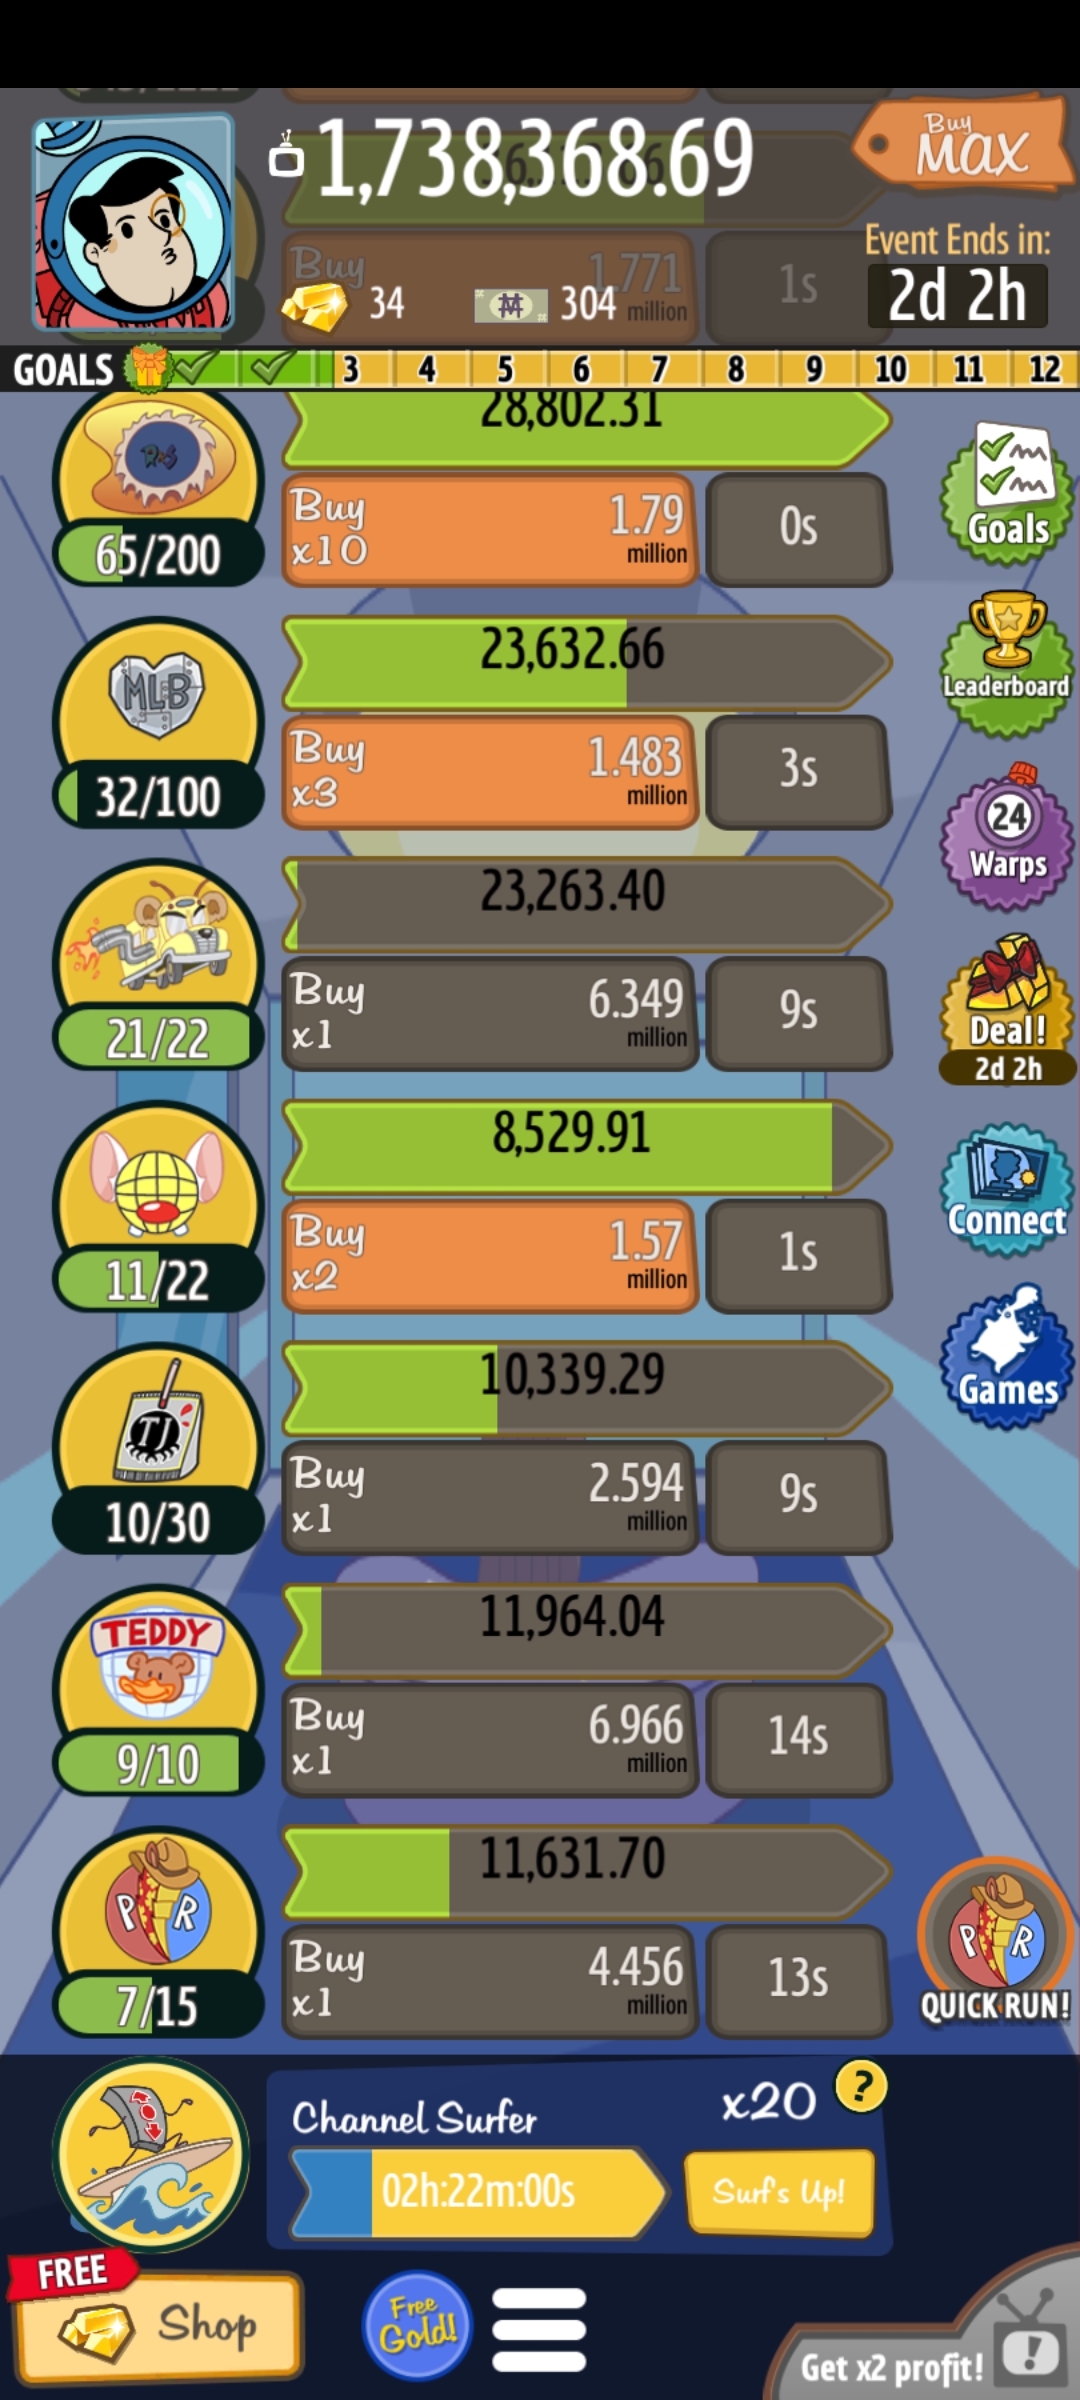 1,738,368.69
Buy
MAX
Event Ends in:
2d 2h
Buy
1.771
million
1s
34
304
GOALS
3 4 5 6 7 8 9 10 11 12
28,802.31
65/200
Buy
x10
1.79
million
0s
Goals
MLB
23,632.66
32/100
Buy
x3
1.483
million
3s
Leaderboard
24
Warps
23,263.40
21/22
Buy
x1
6.349
million
9s
Deal!
2d 2h
8,529.91
11/22
Buy
x2
1.57
million
1s
Connect
TJ
10,339.29
10/30
Buy
x1
2.594
million
9s
Games
TEDDY
11,964.04
9/10
Buy
x1
6.966
million
14s
P R
11,631.70
7/15
Buy
x1
4.456
million
13s
P R
QUICK RUN!
Channel Surfer
x20
?
02h:22m:00s
Surf's Up!
FREE
Shop
Free
Gold!
Get x2 profit!